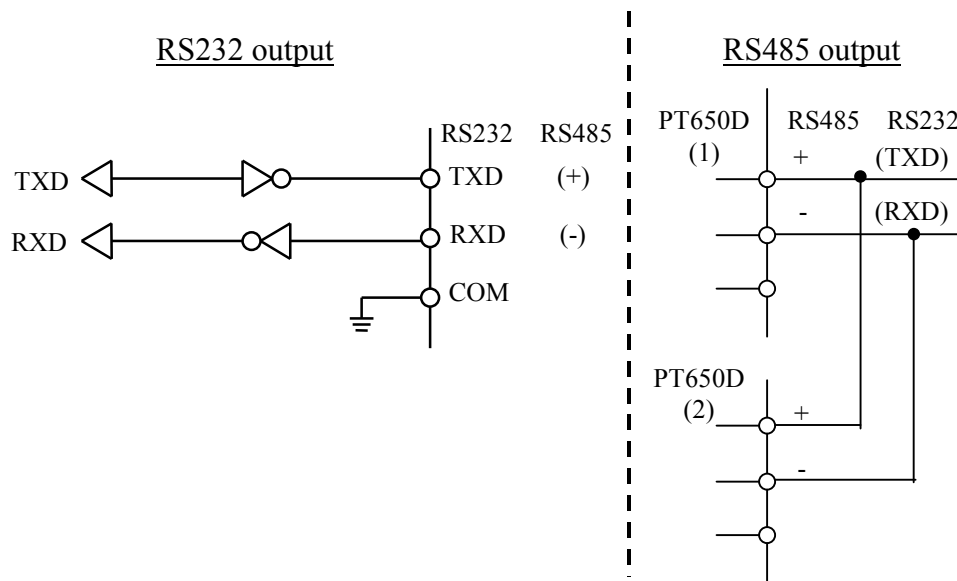 RS232 output
RS232 RS485
TXD TXD (+)
RXD RXD (-)
COM
RS485 output
PT650D RS485 RS232
(1) + (TXD)
- (RXD)
PT650D
(2) +
-